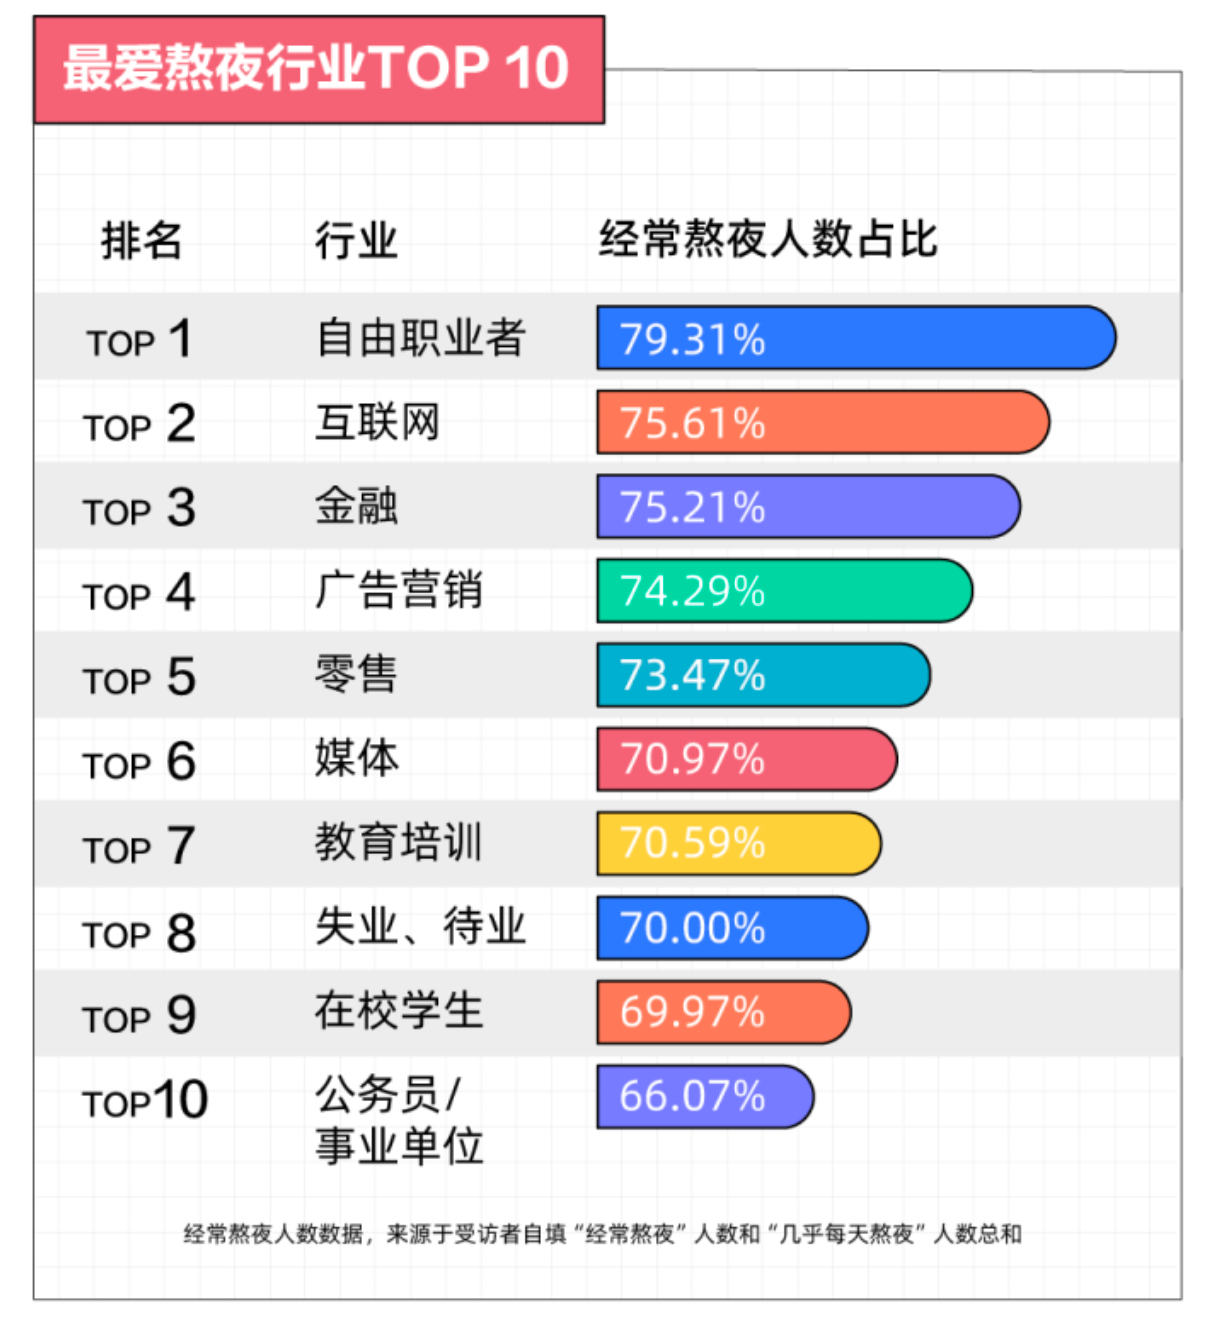 最爱熬夜行业TOP 10
排名 行业 经常熬夜人数占比
TOP 1 自由职业者 79.31%
TOP 2 互联网 75.61%
TOP 3 金融 75.21%
TOP 4 广告营销 74.29%
TOP 5 零售 73.47%
TOP 6 媒体 70.97%
TOP 7 教育培训 70.59%
TOP 8 失业、待业 70.00%
TOP 9 在校学生 69.97%
TOP10 公务员/ 66.07%
事业单位
经常熬夜人数数据，来源于受访者自填“经常熬夜”人数和“几乎每天熬夜”人数总和